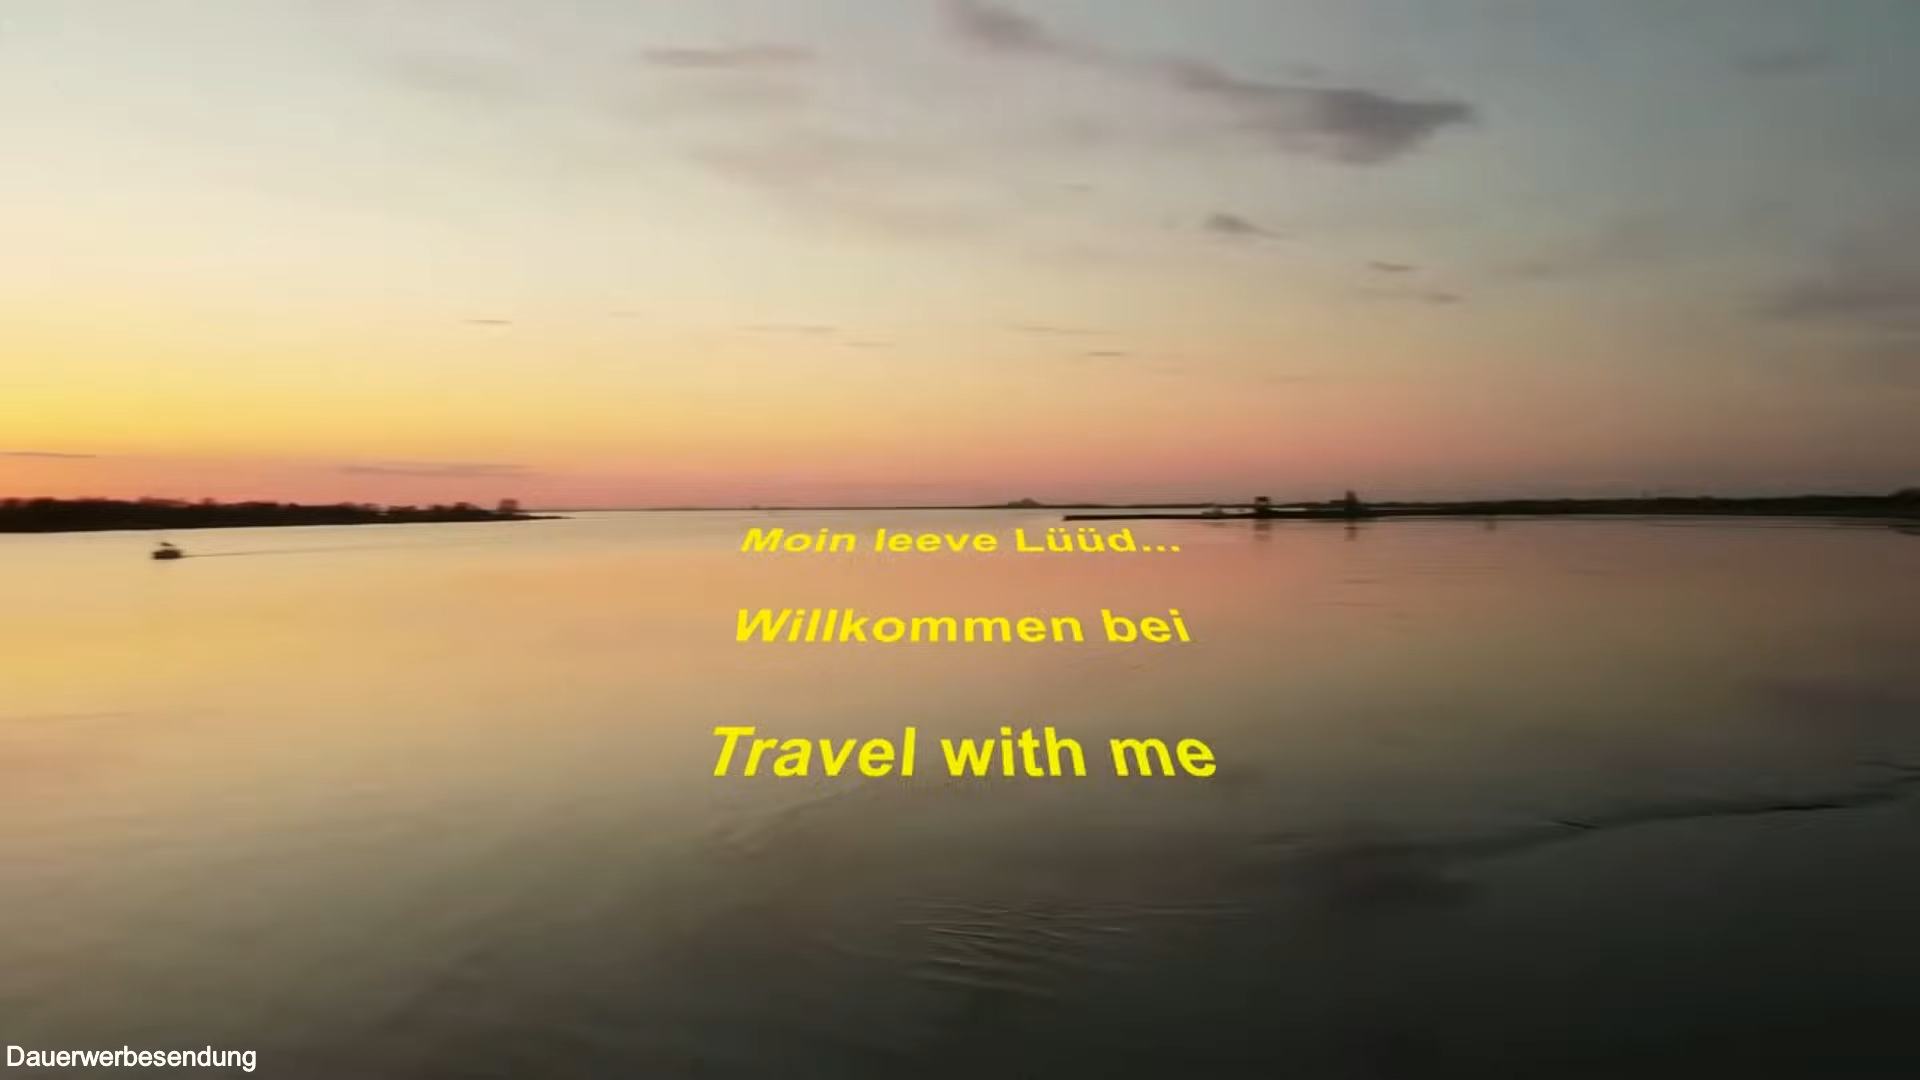 Moin leeve Lüüd...
Willkommen bei
Travel with me
Dauerwerbesendung